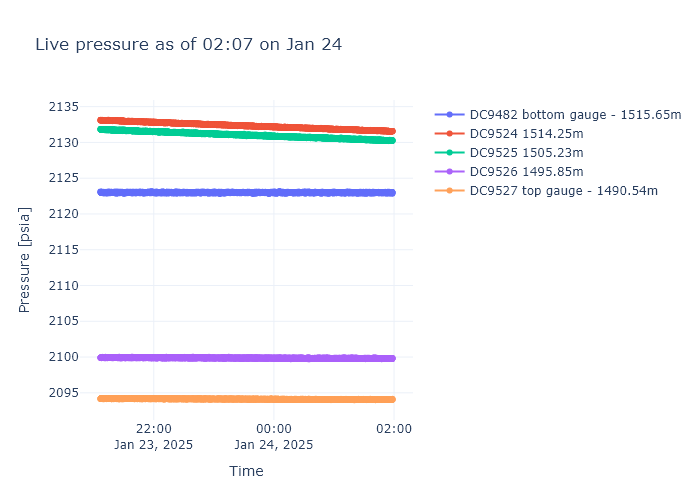 Live pressure as of 02:07 on Jan 24
2135
2130
2125
2120
2115
2110
2105
2100
2095
Pressure [psia]
22:00
Jan 23, 2025
00:00
Jan 24, 2025
02:00
Time
DC9482 bottom gauge - 1515.65m
DC9524 1514.25m
DC9525 1505.23m
DC9526 1495.85m
DC9527 top gauge - 1490.54m